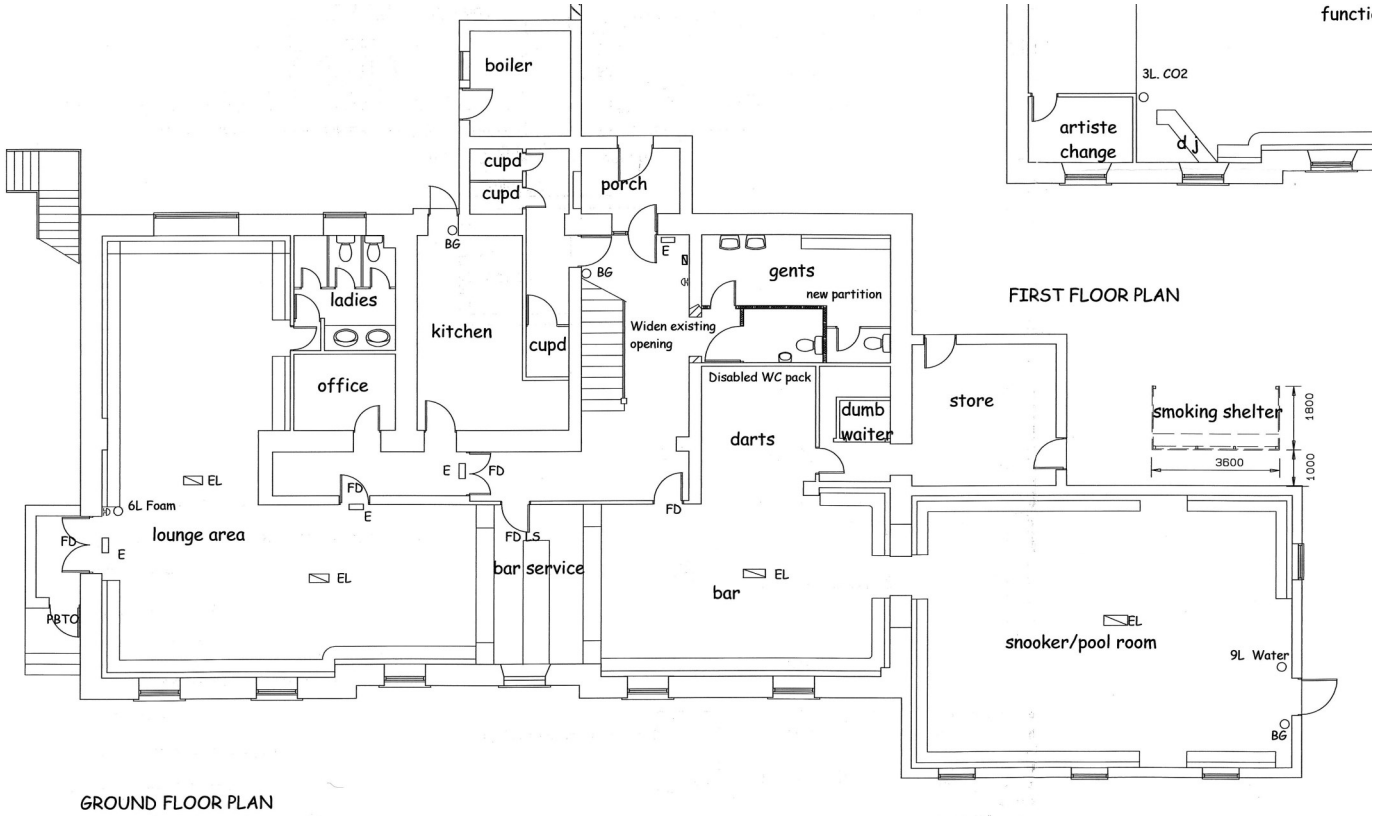 functi
boiler
3L. CO2
artiste
change
d j
cupd
cupd
porch
BG
E
BG
gents
new partition
FIRST FLOOR PLAN
ladies
kitchen
cupd
Widen existing
opening
office
Disabled WC pack
dumb
waiter
store
smoking shelter
1800
3600
1000
darts
E
FD
EL
FD
E
FD
6L Foam
lounge area
FD
E
FD LS
bar service
EL
EL
bar
PBTO
EL
snooker/pool room
9L Water
BG
GROUND FLOOR PLAN